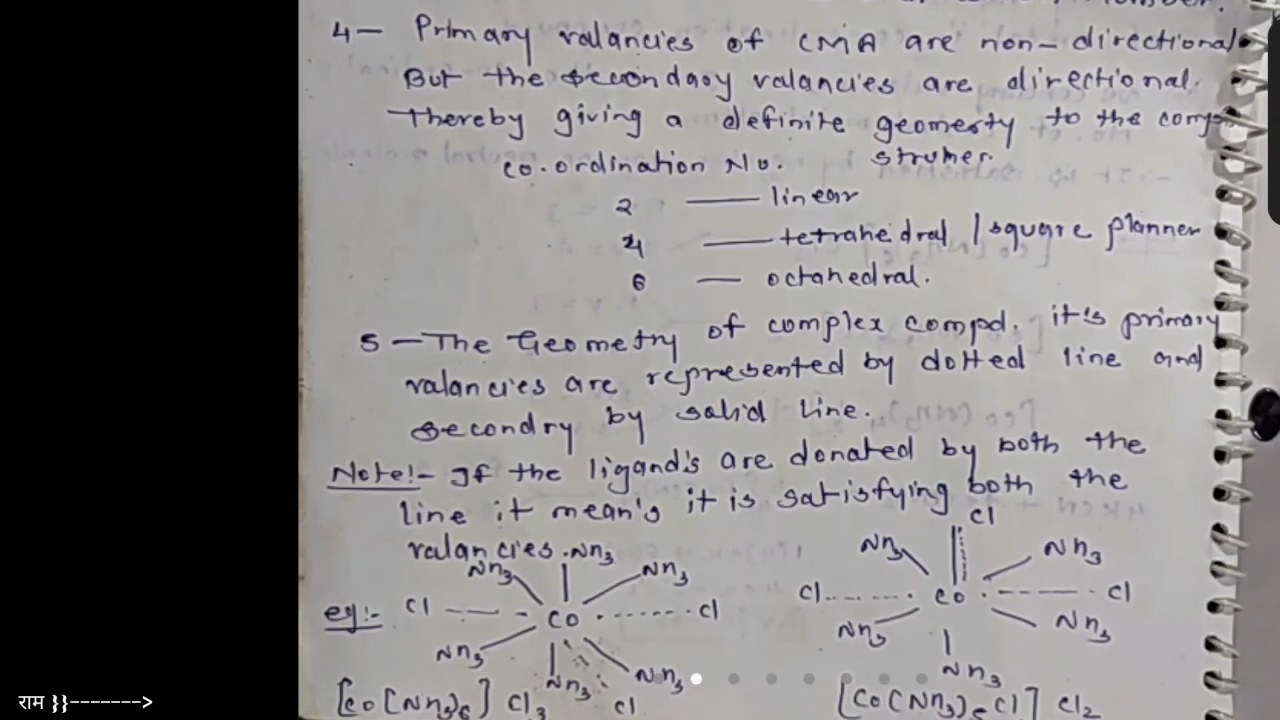 4- Primary valancies of CMA are non-directional
But the secondary valancies are directional.
thereby giving a definite geomerty to the comp
co.ordination No. 
2 —— linear
4 —— tetrahedral / square planner
6 — octahedral.
5 - The Geometry of complex compd. it's primary
valancies are represented by dotted line and
secondry by solid line.
Note:- If the ligand's are donated by both the
line it mean's it is satisfying both the
valancies.
NH3 NH3 NH3
Cl NH3 NH3
eg:- Cl Co Cl
Cl Co Cl
NH3 NH3 NH3 Cl
NH3 NH3 NH3
[Co(NH3)6] Cl3
[Co(NH3)5Cl] Cl2
राम }}------->